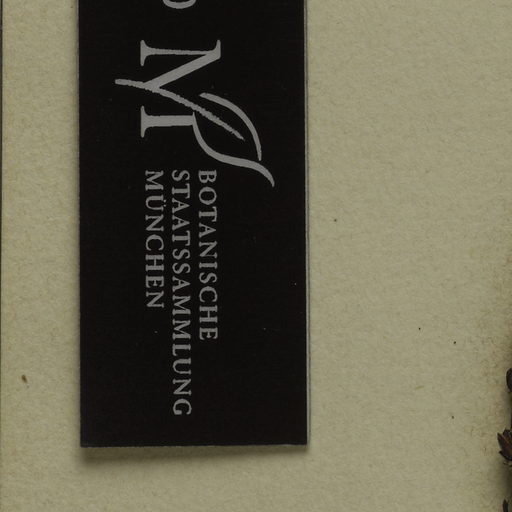 M
BOTANISCHE
STAATSSAMMLUNG
MÜNCHEN